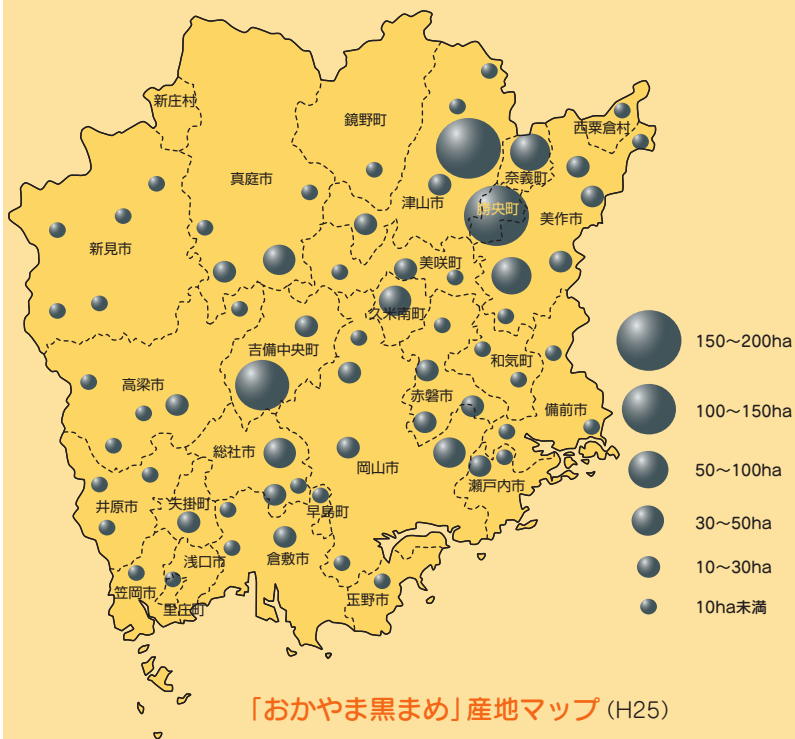 新庄村
鏡野町
西粟倉村
真庭市
奈義町
津山市
勝央町
美作市
新見市
美咲町
久米南町
吉備中央町
和気町
高梁市
赤磐市
備前市
総社市
岡山市
瀬戸内市
井原市
矢掛町
早島町
浅口市
倉敷市
笠岡市
里庄町
玉野市
150〜200ha
100〜150ha
50〜100ha
30〜50ha
10〜30ha
10ha未満
「おかやま黒まめ」産地マップ(H25)